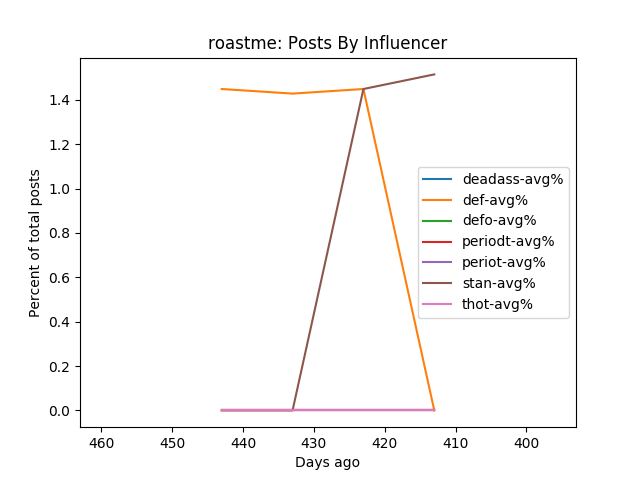 roastme: Posts By Influencer
Percent of total posts
1.4
1.2
1.0
0.8
0.6
0.4
0.2
0.0
deadass-avg%
def-avg%
defo-avg%
periodt-avg%
periot-avg%
stan-avg%
thot-avg%
460 450 440 430 420 410 400
Days ago